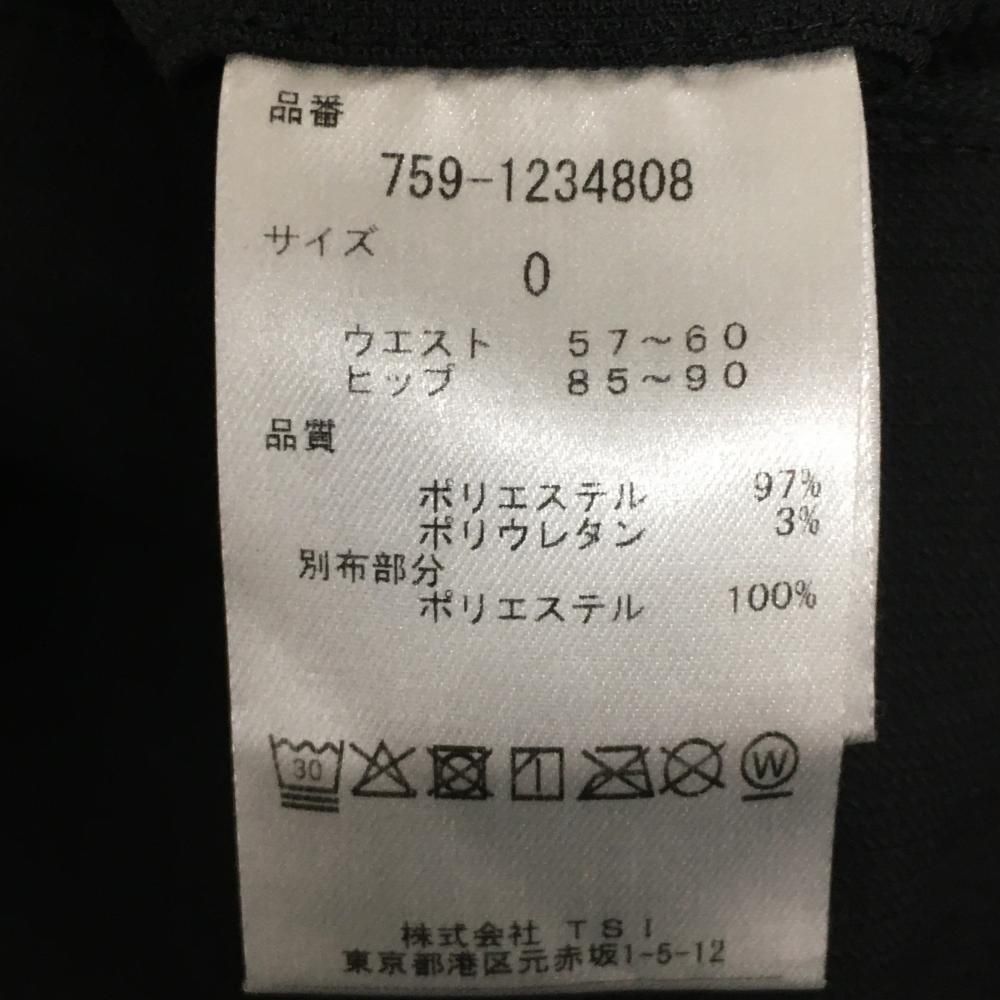 品番
759-1234808
サイズ
0
ウエスト 57～60
ヒップ 85～90
品質
ポリエステル 97%
ポリウレタン 3%
別布部分
ポリエステル 100%
30 W
株式会社 TSI
東京都港区元赤坂1-5-12